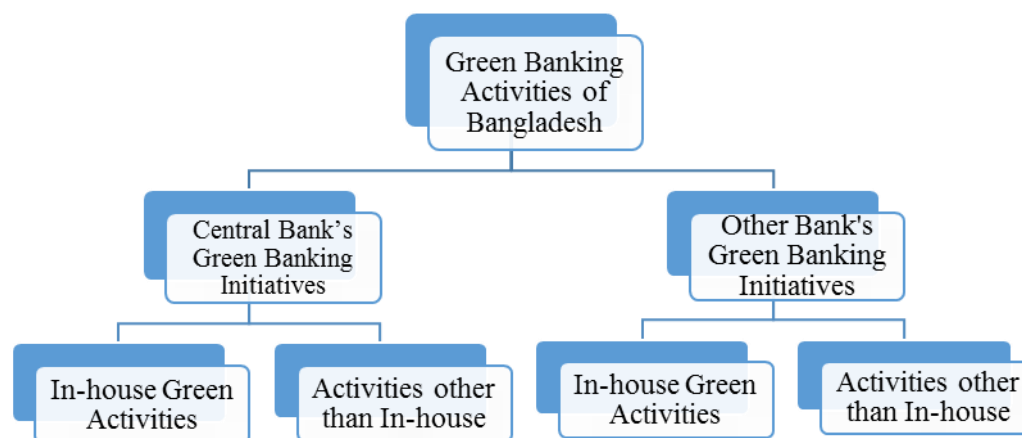 Green Banking
Activities of
Bangladesh
Central Bank’s
Green Banking
Initiatives
Other Bank's
Green Banking
Initiatives
In-house Green
Activities
Activities other
than In-house
In-house Green
Activities
Activities other
than In-house